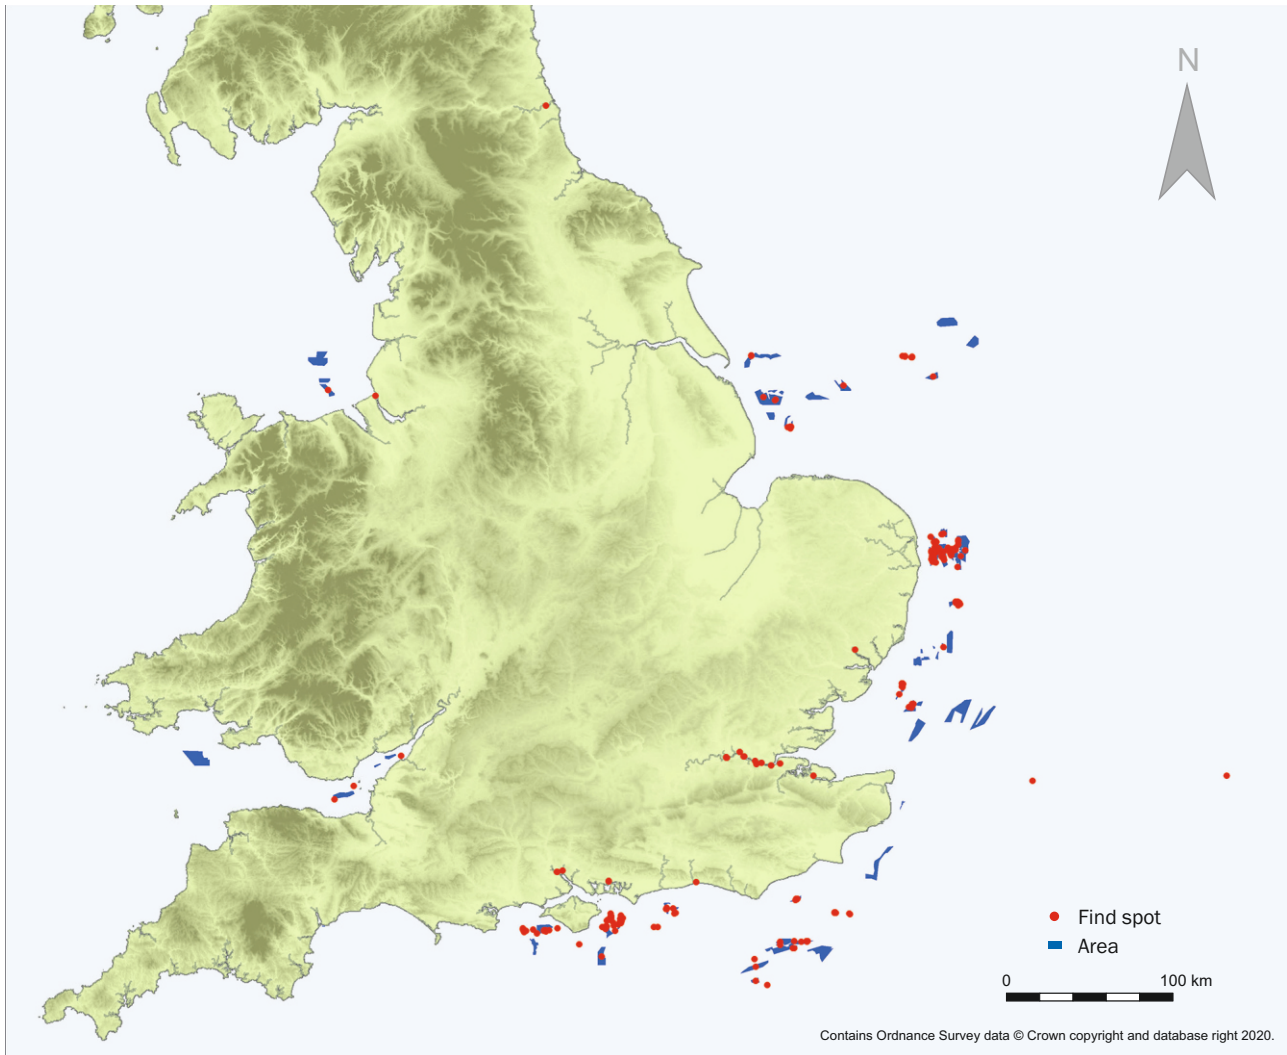 N
Find spot
Area
0 100 km
Contains Ordnance Survey data © Crown copyright and database right 2020.